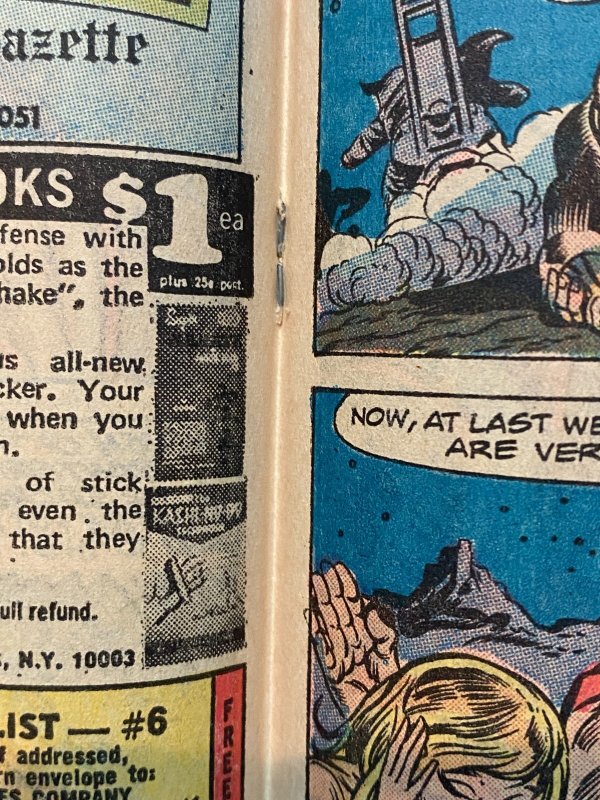 azette
051
OKS $1 ea
plus 25¢ post.
fense with
olds as the
hake", the
us all-new
cker. Your
when you
n.
of stick
even the
that they
ull refund.
, N.Y. 10003
LIST — #6
f addressed,
rn envelope to:
ES COMPANY
FREE
NOW, AT LAST WE
ARE VER